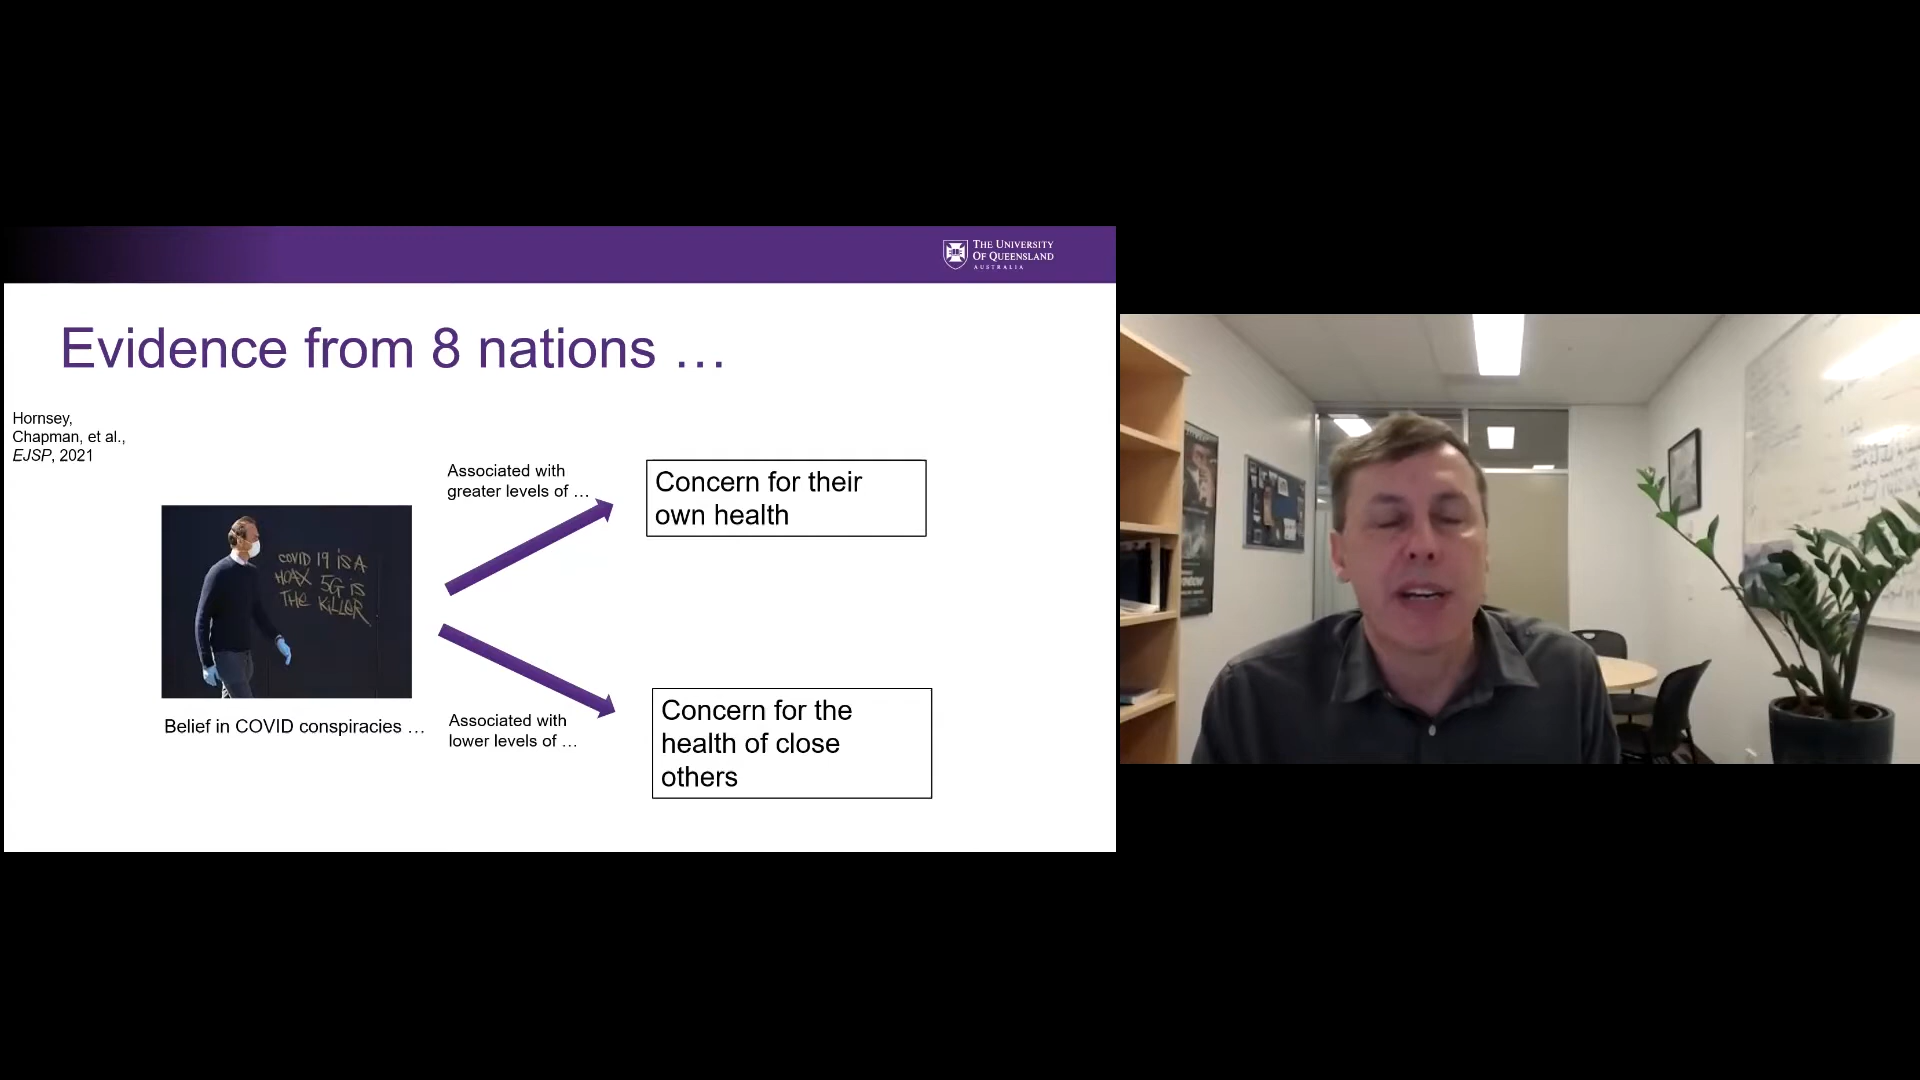 THE UNIVERSITY
OF QUEENSLAND
AUSTRALIA
Evidence from 8 nations …
Hornsey,
Chapman, et al.,
EJSP, 2021
Associated with
greater levels of …
Concern for their
own health
COVID 19 iS A
HOAX 5G iS
THE KiLLER
Belief in COVID conspiracies …
Associated with
lower levels of …
Concern for the
health of close
others